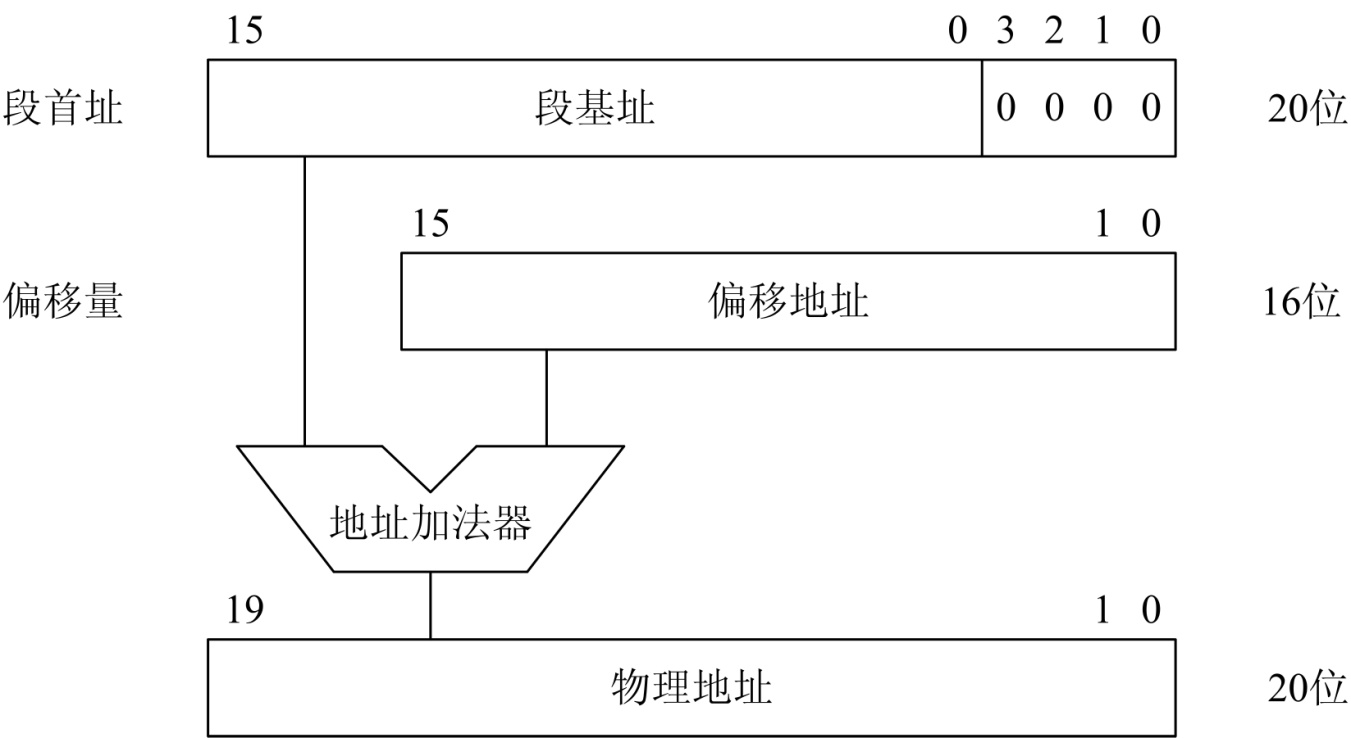 15 0 3 2 1 0
段首址 段基址 0 0 0 0 20位
15 1 0
偏移量 偏移地址 16位
地址加法器
19 1 0
物理地址 20位